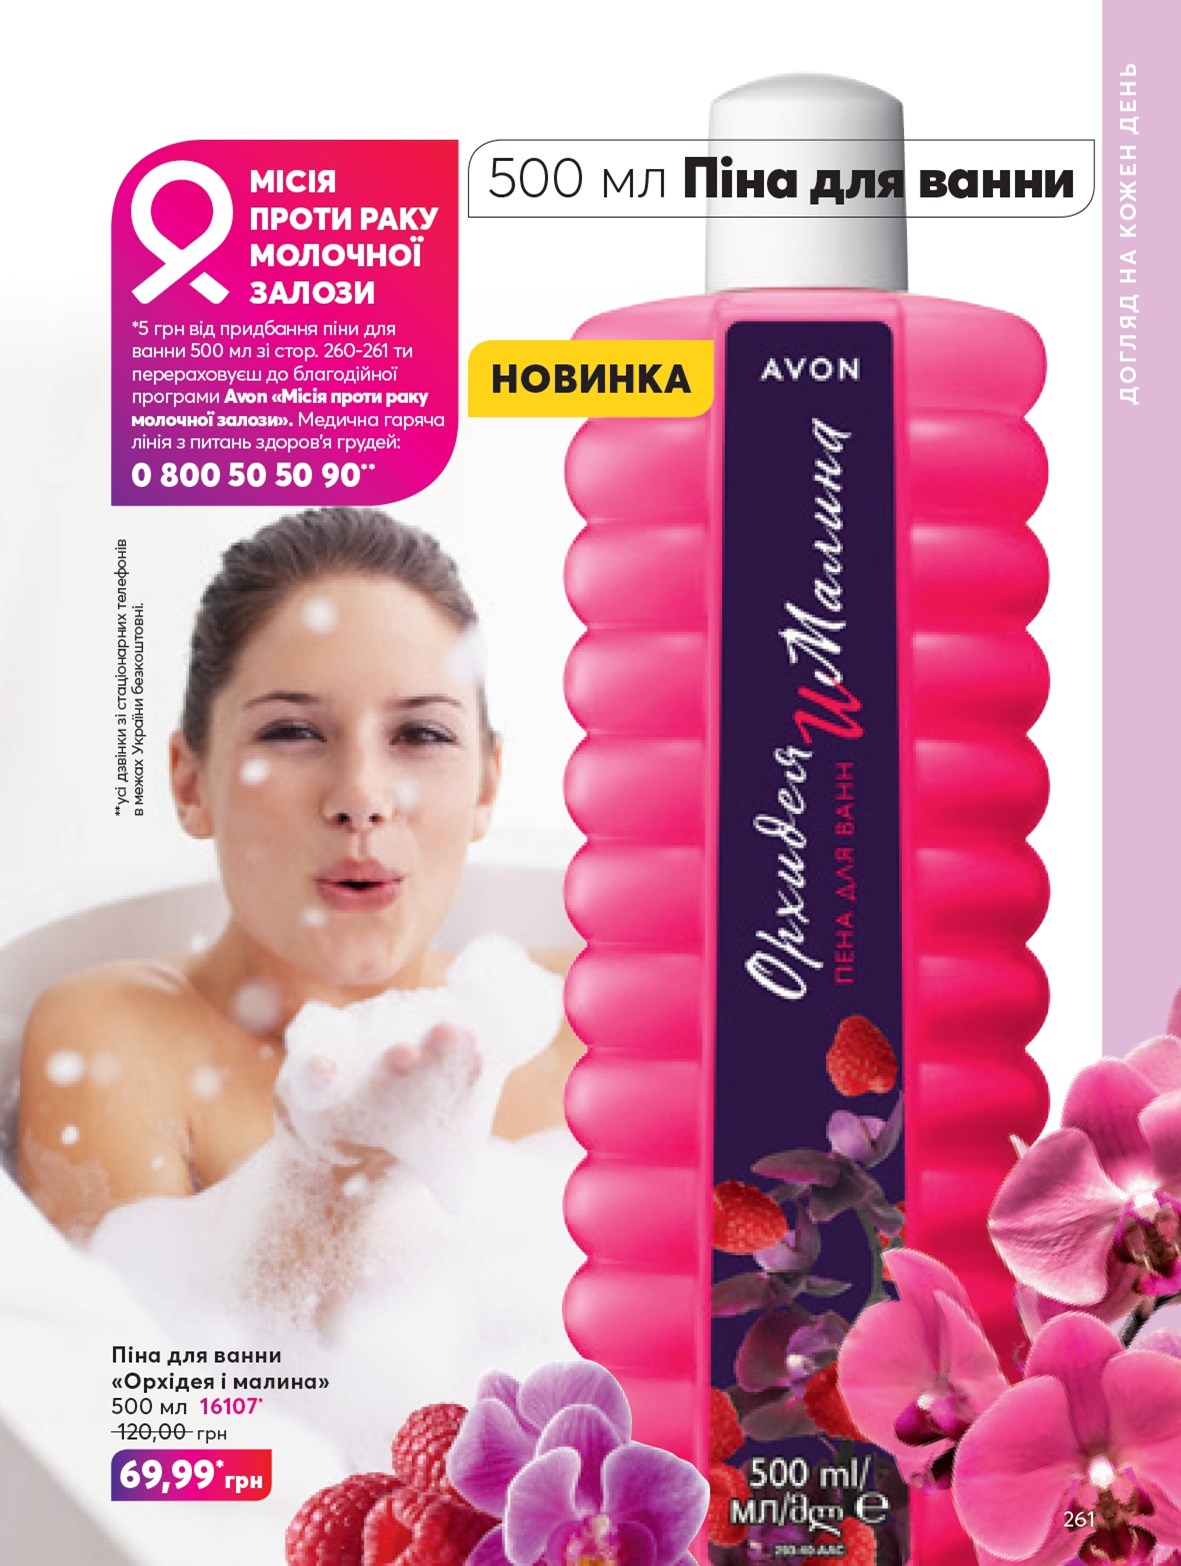 ДОГЛЯД НА КОЖЕН ДЕНЬ
500 мл Піна для ванни
МІСІЯ
ПРОТИ РАКУ
МОЛОЧНОЇ
ЗАЛОЗИ
*5 грн від придбання піни для
ванни 500 мл зі стор. 260-261 ти
перераховуєш до благодійної
програми Avon «Місія проти раку
молочної залози». Медична гаряча
лінія з питань здоров'я грудей:
0 800 50 50 90**
**усі дзвінки зі стаціонарних телефонів
в межах України безкоштовні.
НОВИНКА
AVON
Орхидея и Малина
ПЕНА ДЛЯ ВАНН
500 ml/
мл/მლ e
Піна для ванни
«Орхідея і малина»
500 мл 16107*
120,00 грн
69,99* грн
261